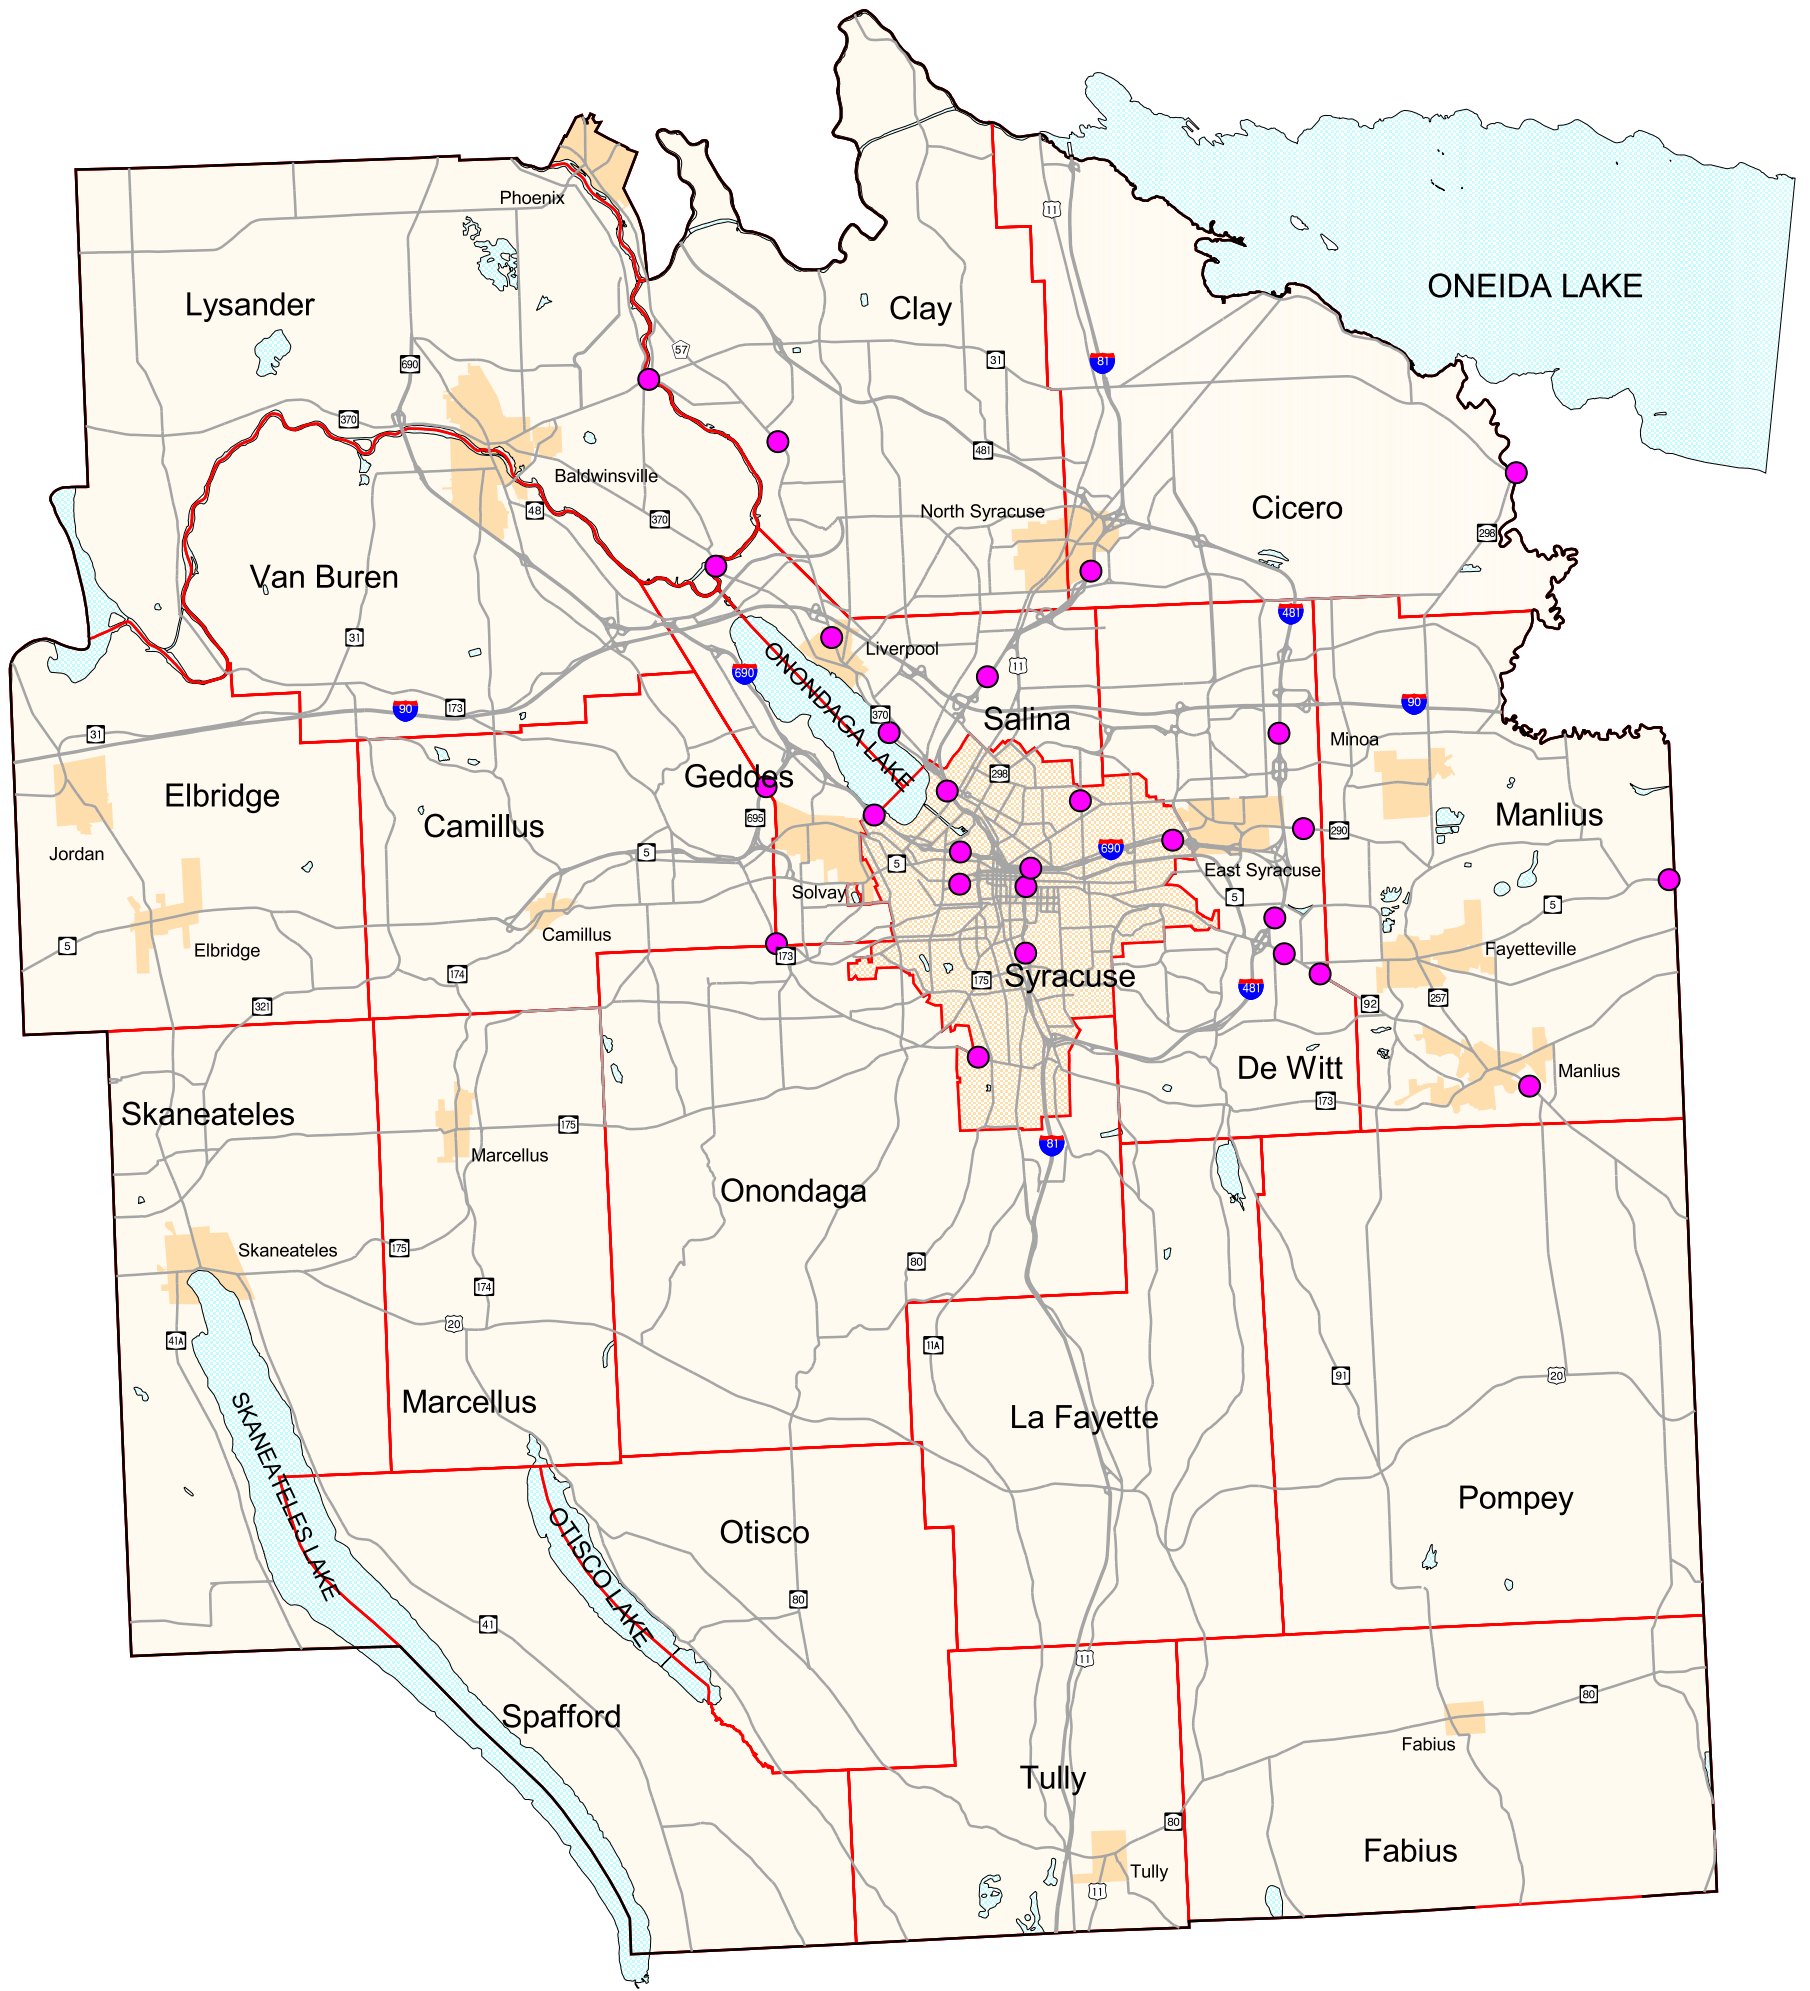 Phoenix
11
ONEIDA LAKE
Lysander
Clay
57
31
81
690
370
481
Baldwinsville
Cicero
North Syracuse
48
370
298
Van Buren
481
31
Liverpool
11
690
ONONDAGA LAKE
90
173
90
370
Salina
31
Minoa
298
Geddes
Elbridge
695
Manlius
Camillus
290
Jordan
5
690
5
East Syracuse
Solvay
5
5
Camillus
5
Elbridge
Fayetteville
173
174
175
Syracuse
481
257
321
92
De Witt
Manlius
173
Skaneateles
175
81
Marcellus
Onondaga
Skaneateles
175
80
174
20
41A
11A
91
20
Marcellus
La Fayette
SKANEATELES LAKE
Pompey
Otisco
OTISCO LAKE
80
41
11
80
Spafford
Fabius
Tully
80
Fabius
Tully
11